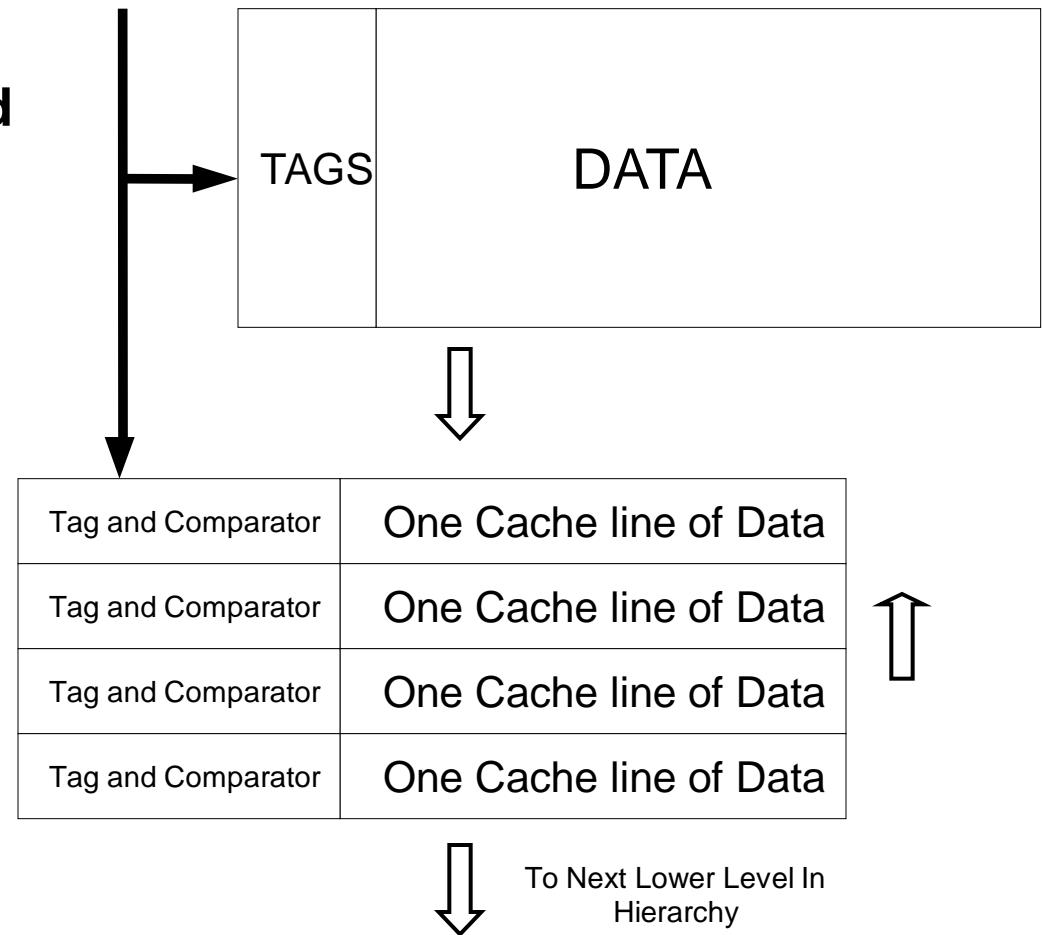 d
TAGS
DATA
Tag and Comparator
One Cache line of Data
Tag and Comparator
One Cache line of Data
Tag and Comparator
One Cache line of Data
Tag and Comparator
One Cache line of Data
To Next Lower Level In
Hierarchy